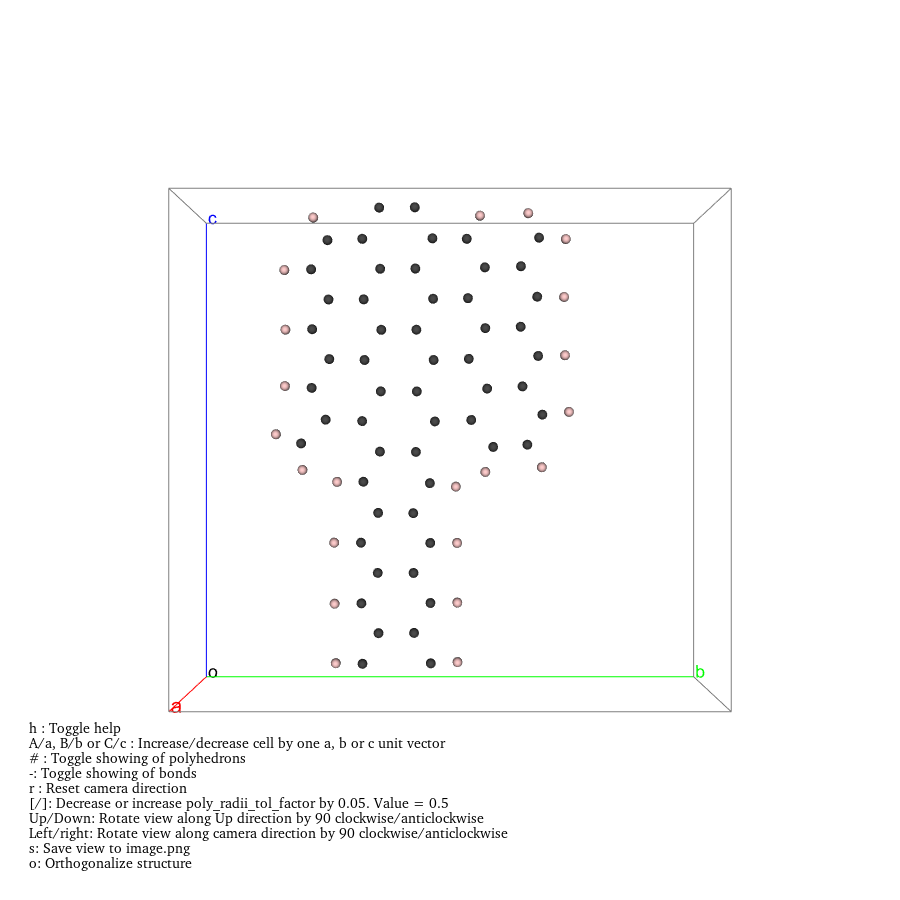 c
o
b
a
h : Toggle help
A/a, B/b or C/c : Increase/decrease cell by one a, b or c unit vector
# : Toggle showing of polyhedrons
-: Toggle showing of bonds
r : Reset camera direction
[/]: Decrease or increase poly_radii_tol_factor by 0.05. Value = 0.5
Up/Down: Rotate view along Up direction by 90 clockwise/anticlockwise
Left/right: Rotate view along camera direction by 90 clockwise/anticlockwise
s: Save view to image.png
o: Orthogonalize structure